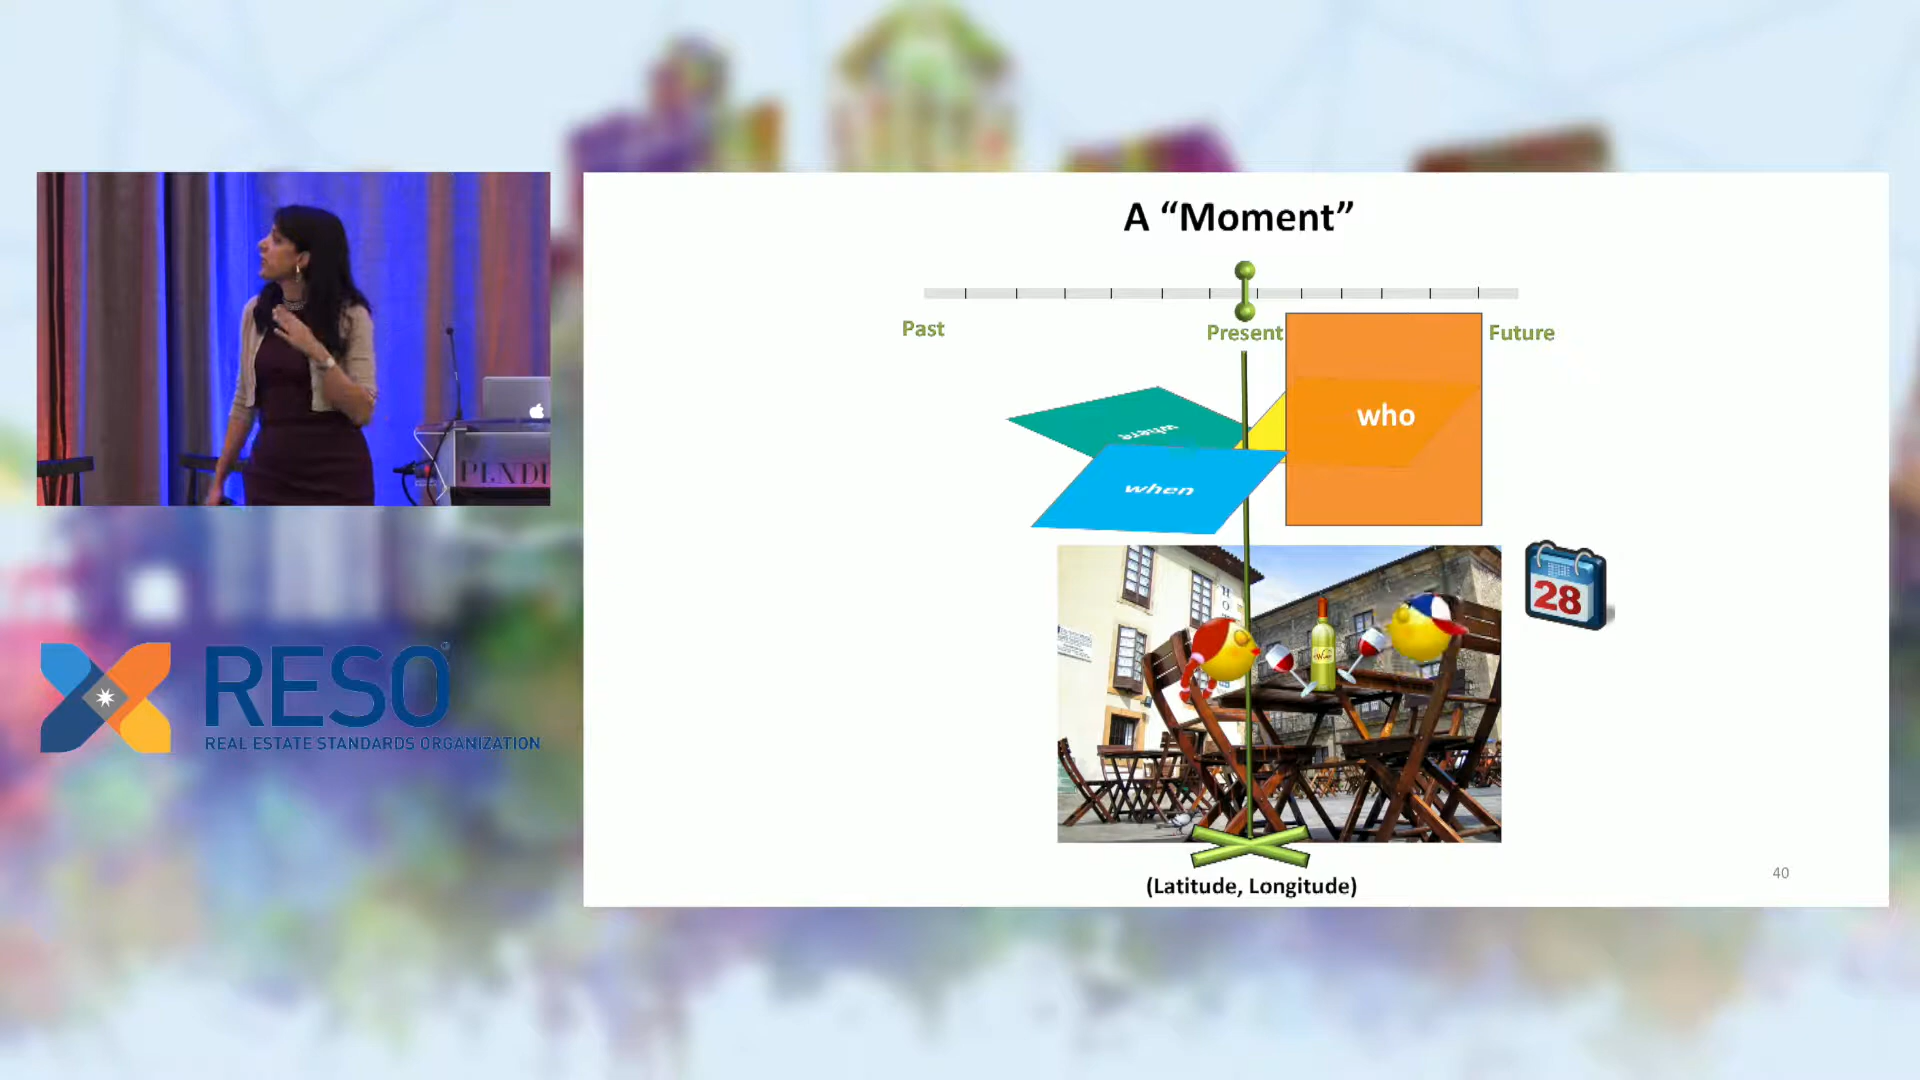 A “Moment”
Past
Present
Future
where
who
when
28
(Latitude, Longitude)
40
RESO
REAL ESTATE STANDARDS ORGANIZATION